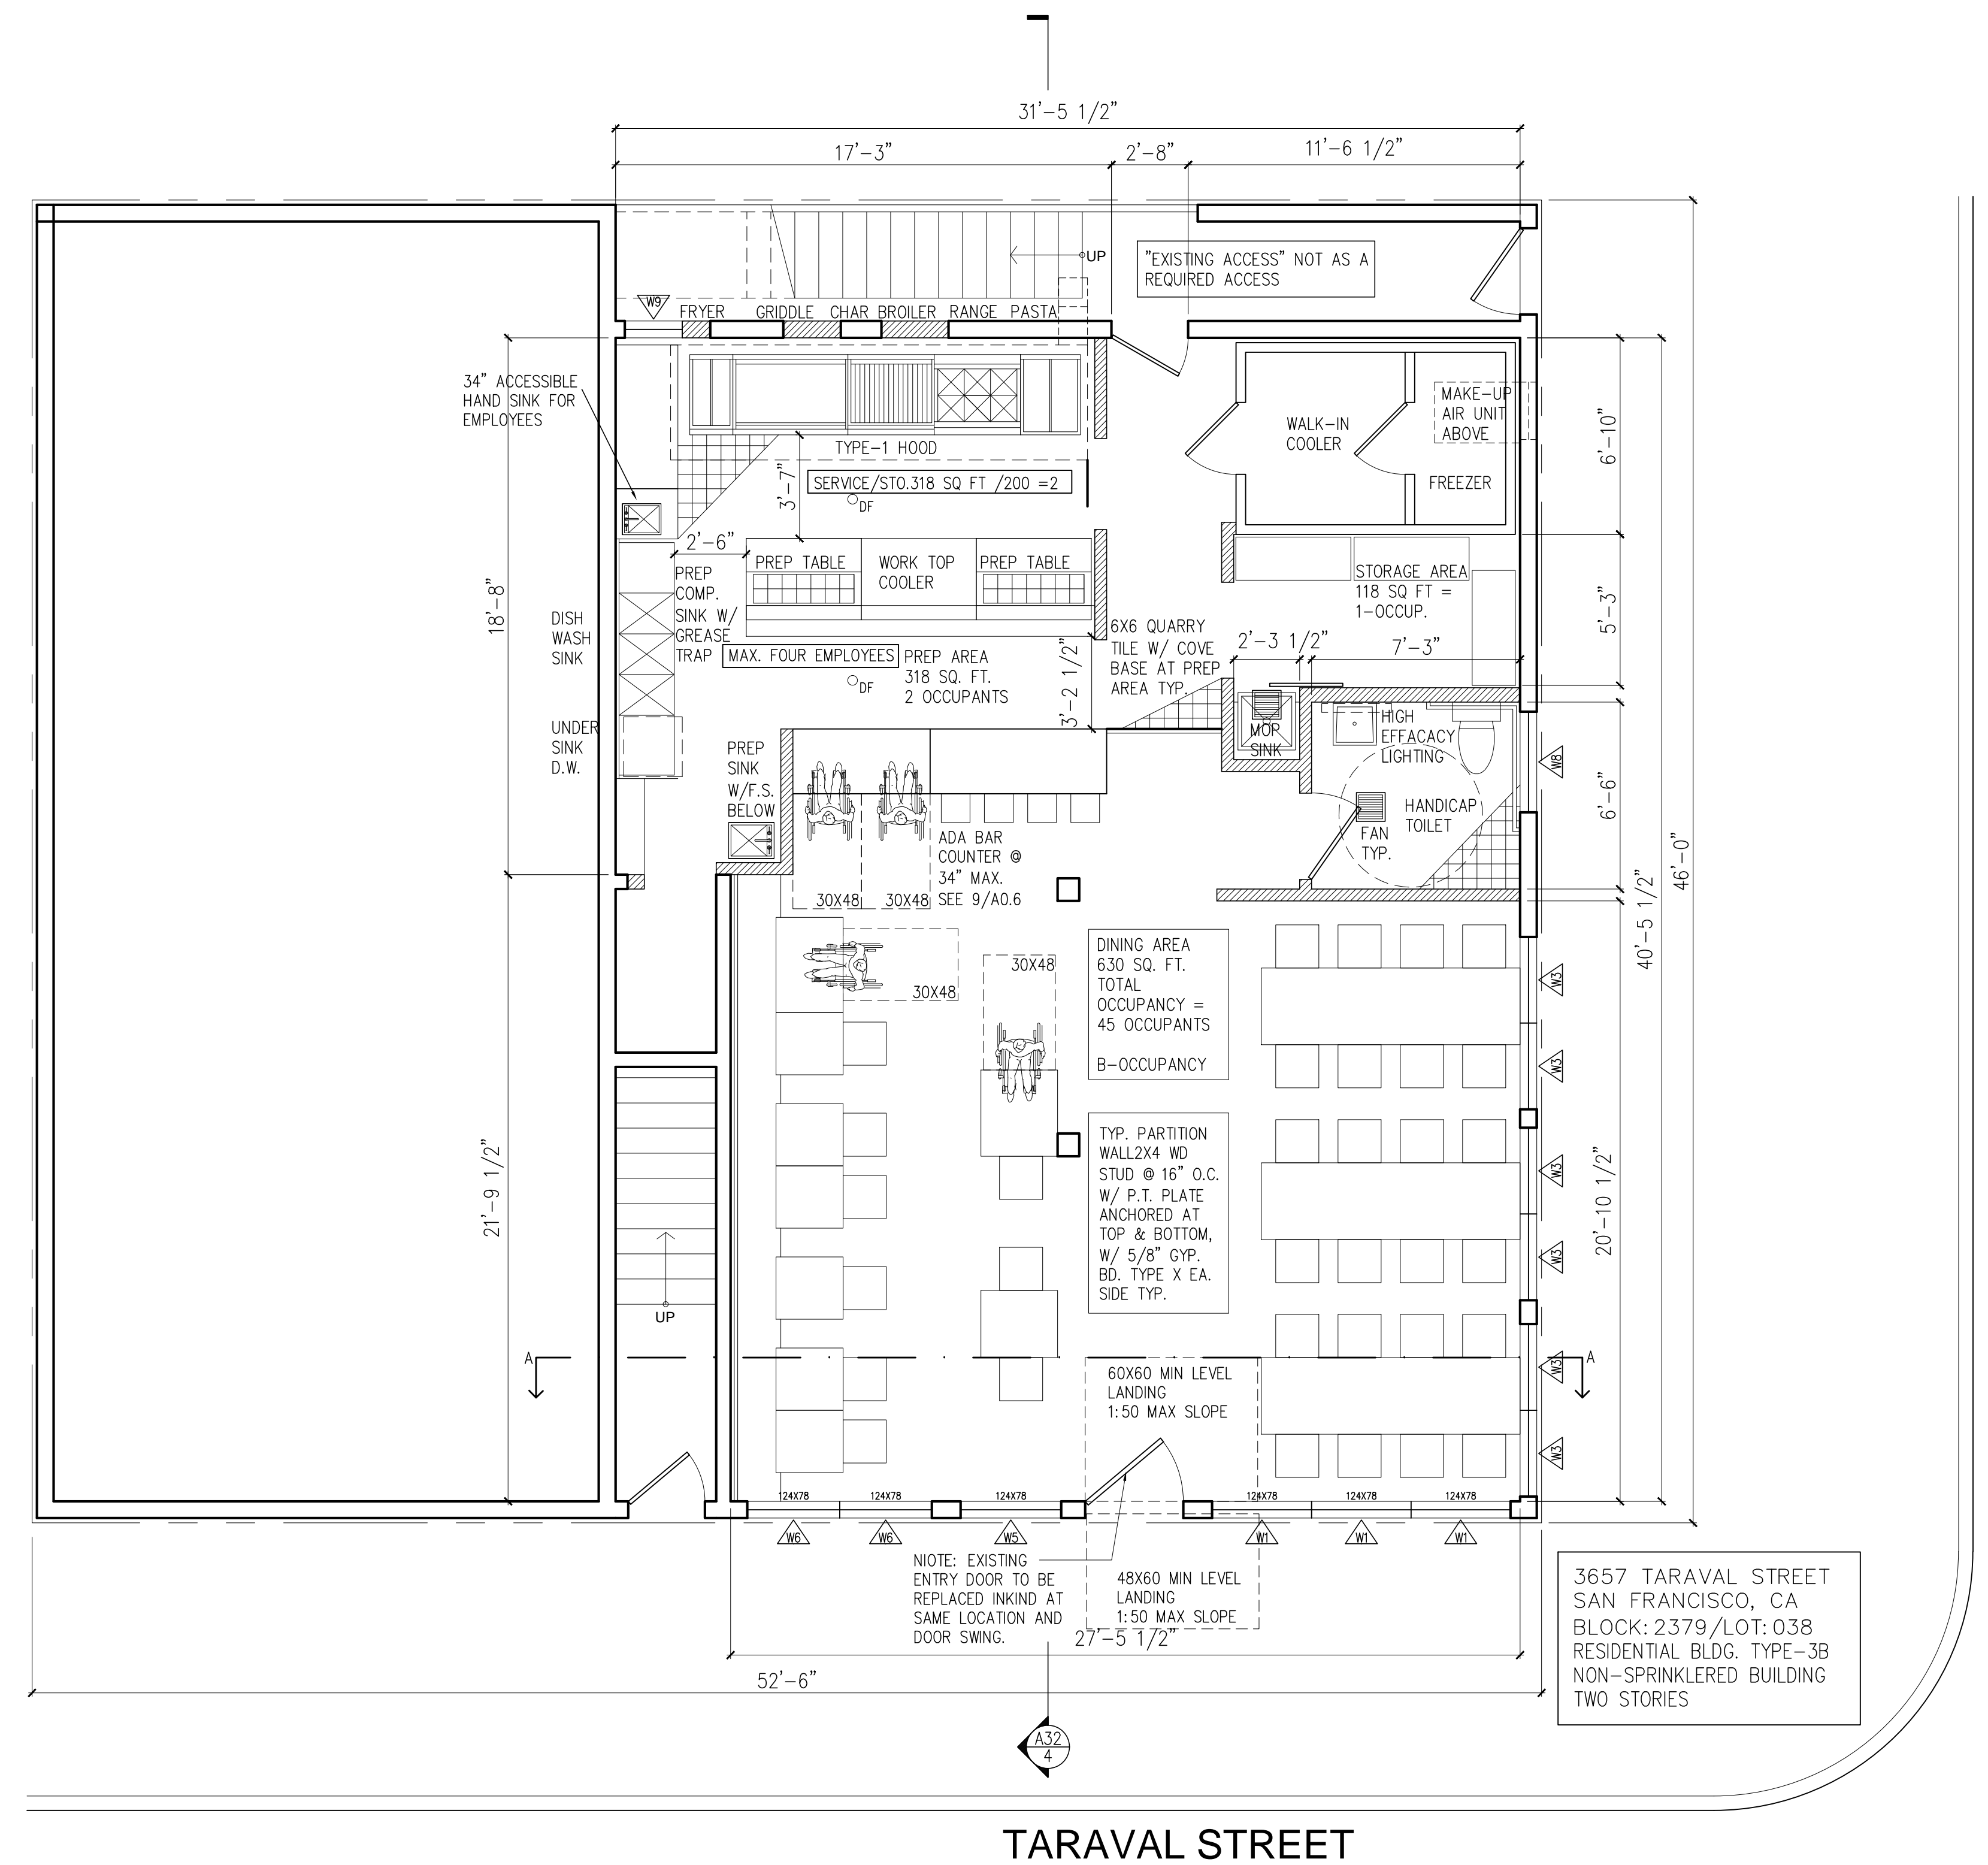 31'-5 1/2"
17'-3"
2'-8"
11'-6 1/2"
UP
"EXISTING ACCESS" NOT AS A
REQUIRED ACCESS
W9
FRYER
GRIDDLE
CHAR BROILER
RANGE
PASTA
34" ACCESSIBLE
HAND SINK FOR
EMPLOYEES
TYPE-1 HOOD
SERVICE/STO.318 SQ FT /200 =2
DF
3'-7"
WALK-IN
COOLER
MAKE-UP
AIR UNIT
ABOVE
FREEZER
6'-10"
2'-6"
PREP TABLE
WORK TOP
COOLER
PREP TABLE
PREP
COMP.
SINK W/
GREASE
TRAP
18'-8"
DISH
WASH
SINK
MAX. FOUR EMPLOYEES
DF
PREP AREA
318 SQ. FT.
2 OCCUPANTS
3'-2 1/2"
6X6 QUARRY
TILE W/ COVE
BASE AT PREP
AREA TYP.
STORAGE AREA
118 SQ FT =
1-OCCUP.
5'-3"
2'-3 1/2"
7'-3"
UNDER
SINK
D.W.
PREP
SINK
W/F.S.
BELOW
MOP
SINK
HIGH
EFFACACY
LIGHTING
W8
HANDICAP
TOILET
FAN
TYP.
6'-6"
46'-0"
40'-5 1/2"
ADA BAR
COUNTER @
34" MAX.
SEE 9/A0.6
30X48
30X48
30X48
30X48
DINING AREA
630 SQ. FT.
TOTAL
OCCUPANCY =
45 OCCUPANTS
B-OCCUPANCY
W3
W3
TYP. PARTITION
WALL2X4 WD
STUD @ 16" O.C.
W/ P.T. PLATE
ANCHORED AT
TOP & BOTTOM,
W/ 5/8" GYP.
BD. TYPE X EA.
SIDE TYP.
W3
W3
20'-10 1/2"
21'-9 1/2"
UP
A
A
W3
W3
60X60 MIN LEVEL
LANDING
1:50 MAX SLOPE
124X78
124X78
124X78
124X78
124X78
124X78
W6
W6
W5
W1
W1
W1
NIOTE: EXISTING
ENTRY DOOR TO BE
REPLACED INKIND AT
SAME LOCATION AND
DOOR SWING.
48X60 MIN LEVEL
LANDING
1:50 MAX SLOPE
27'-5 1/2"
52'-6"
3657 TARAVAL STREET
SAN FRANCISCO, CA
BLOCK:2379/LOT:038
RESIDENTIAL BLDG. TYPE-3B
NON-SPRINKLERED BUILDING
TWO STORIES
A32
4
TARAVAL STREET